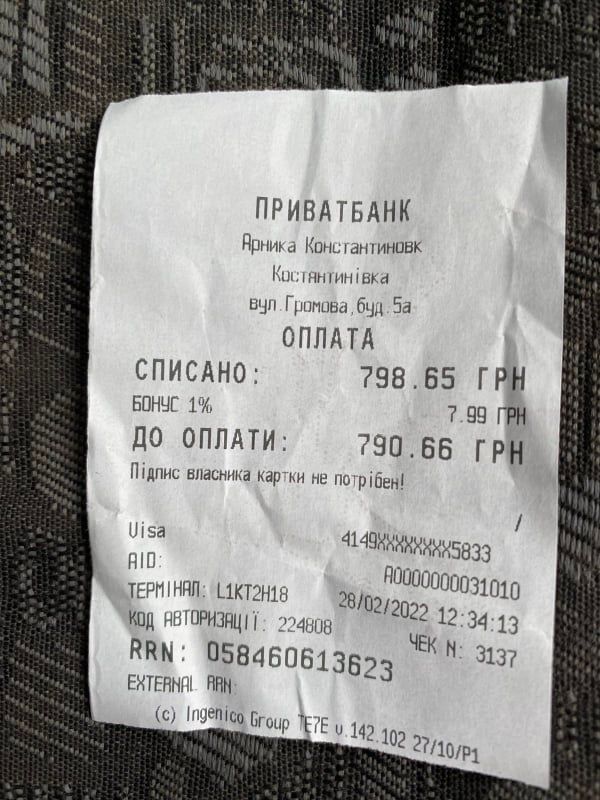 ПРИВАТБАНК
Арника Константиновк
Костянтинівка
вул.Громова,буд.5а
ОПЛАТА
СПИСАНО: 798.65 ГРН
БОНУС 1% 7.99 ГРН
ДО ОПЛАТИ: 790.66 ГРН
Підпис власника картки не потрібен!
/
Visa 4149XXXXXXXX5833
AID: A0000000031010
ТЕРМІНАЛ: L1KT2H18 28/02/2022 12:34:13
КОД АВТОРИЗАЦІЇ: 224808 ЧЕК N: 3137
RRN: 058460613623
EXTERNAL RRN:
(c) Ingenico Group TE7E v.142.102 27/10/P1